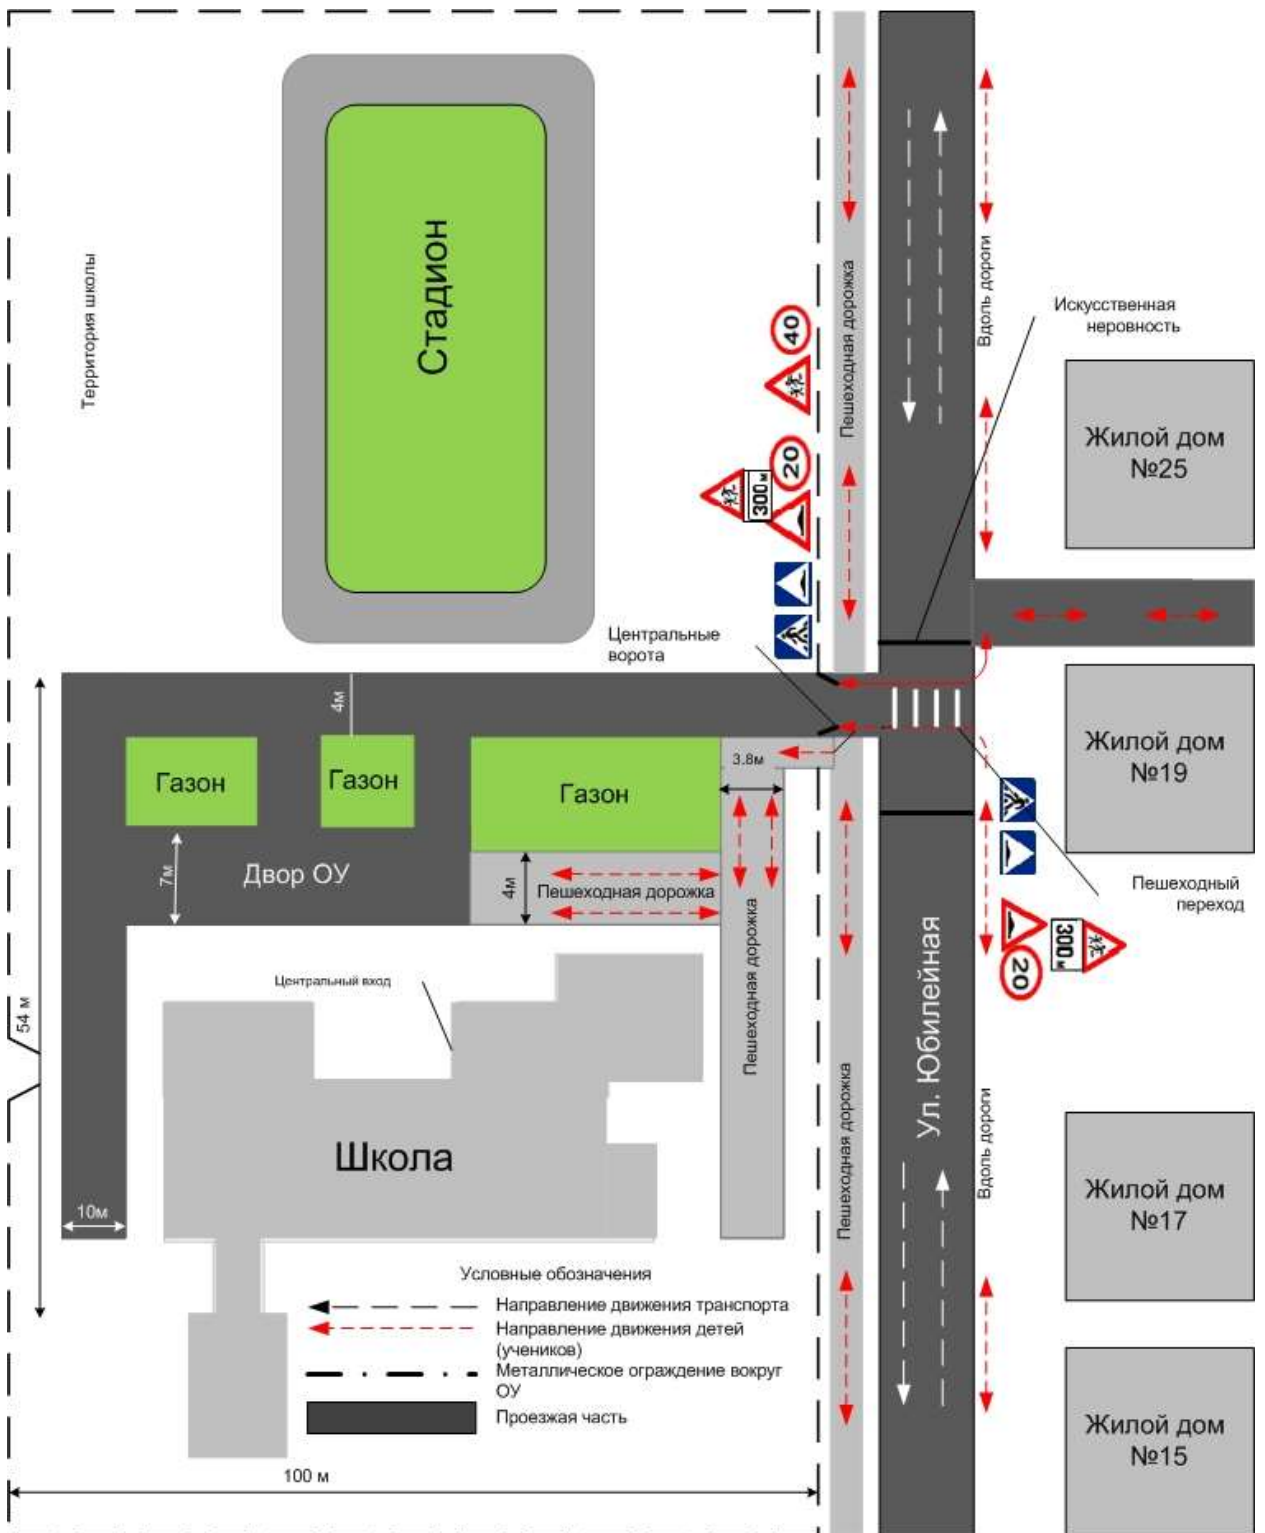 Территория школы
Стадион
40
20
300 м
Пешеходная дорожка
Вдоль дороги
Искусственная
неровность
Жилой дом
№25
Центральные
ворота
4м
3.8м
Газон
Газон
Газон
Жилой дом
№19
7м
Двор ОУ
4м
Пешеходная дорожка
Пешеходная дорожка
Пешеходный
переход
300 м
20
Ул. Юбилейная
Центральный вход
54 м
Школа
10м
Пешеходная дорожка
Вдоль дороги
Жилой дом
№17
Условные обозначения
Направление движения транспорта
Направление движения детей
(учеников)
Металлическое ограждение вокруг
ОУ
Проезжая часть
Жилой дом
№15
100 м